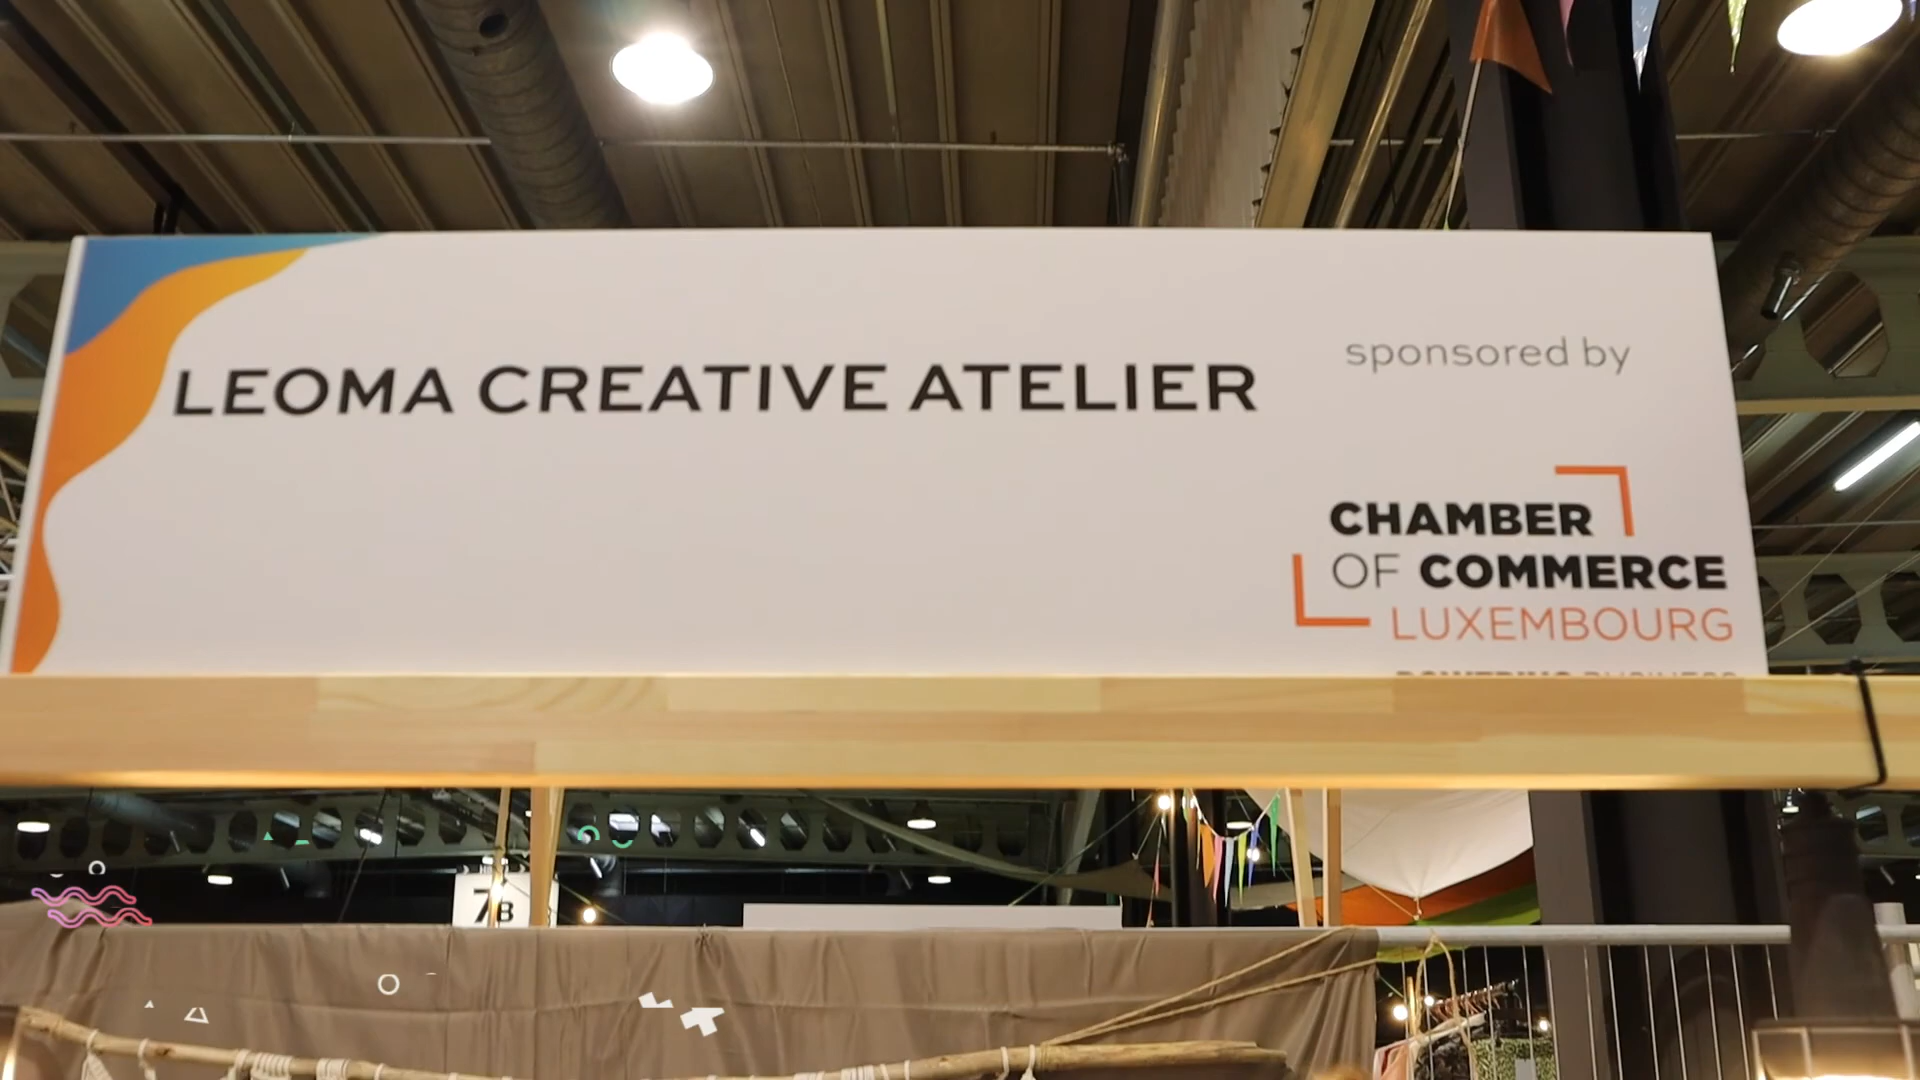 LEOMA CREATIVE ATELIER
sponsored by
CHAMBER
OF COMMERCE
LUXEMBOURG
7B